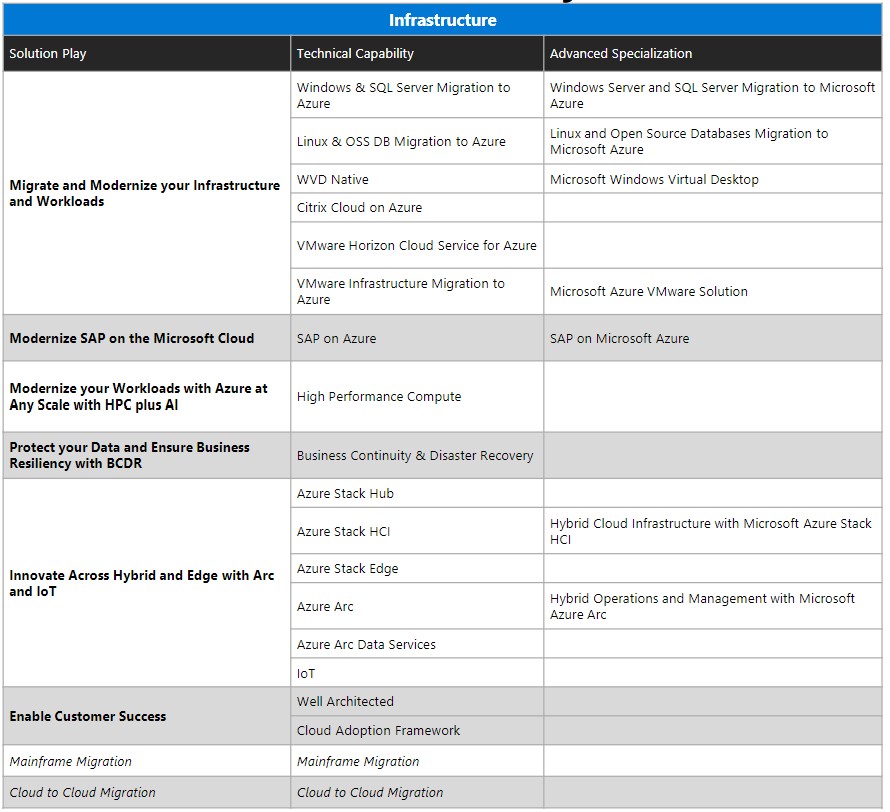 Infrastructure
Solution Play
Technical Capability
Advanced Specialization
Migrate and Modernize your Infrastructure
and Workloads
Windows & SQL Server Migration to
Azure
Windows Server and SQL Server Migration to Microsoft
Azure
Linux & OSS DB Migration to Azure
Linux and Open Source Databases Migration to
Microsoft Azure
WVD Native
Microsoft Windows Virtual Desktop
Citrix Cloud on Azure
VMware Horizon Cloud Service for Azure
VMware Infrastructure Migration to
Azure
Microsoft Azure VMware Solution
Modernize SAP on the Microsoft Cloud
SAP on Azure
SAP on Microsoft Azure
Modernize your Workloads with Azure at
Any Scale with HPC plus AI
High Performance Compute
Protect your Data and Ensure Business
Resiliency with BCDR
Business Continuity & Disaster Recovery
Innovate Across Hybrid and Edge with Arc
and IoT
Azure Stack Hub
Azure Stack HCI
Hybrid Cloud Infrastructure with Microsoft Azure Stack
HCI
Azure Stack Edge
Azure Arc
Hybrid Operations and Management with Microsoft
Azure Arc
Azure Arc Data Services
IoT
Enable Customer Success
Well Architected
Cloud Adoption Framework
Mainframe Migration
Mainframe Migration
Cloud to Cloud Migration
Cloud to Cloud Migration